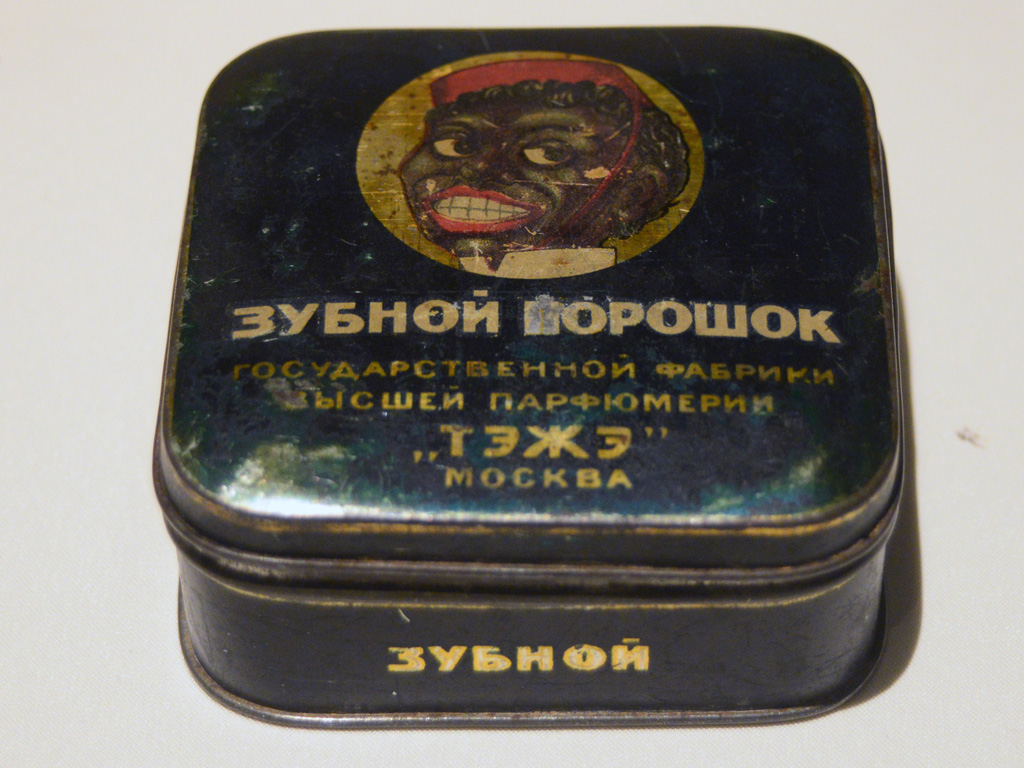 ЗУБНОЙ ПОРОШОК
ГОСУДАРСТВЕННОЙ ФАБРИКИ
ВЫСШЕЙ ПАРФЮМЕРИИ
„ТЭЖЭ”
МОСКВА
ЗУБНОЙ